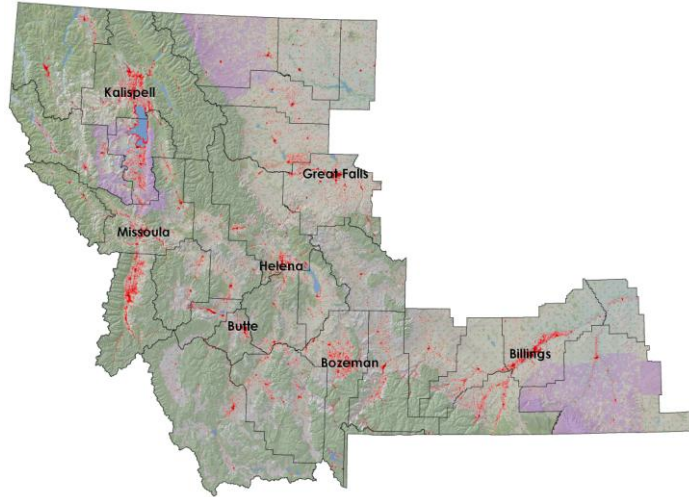 Kalispell
Great Falls
Missoula
Helena
Butte
Bozeman
Billings